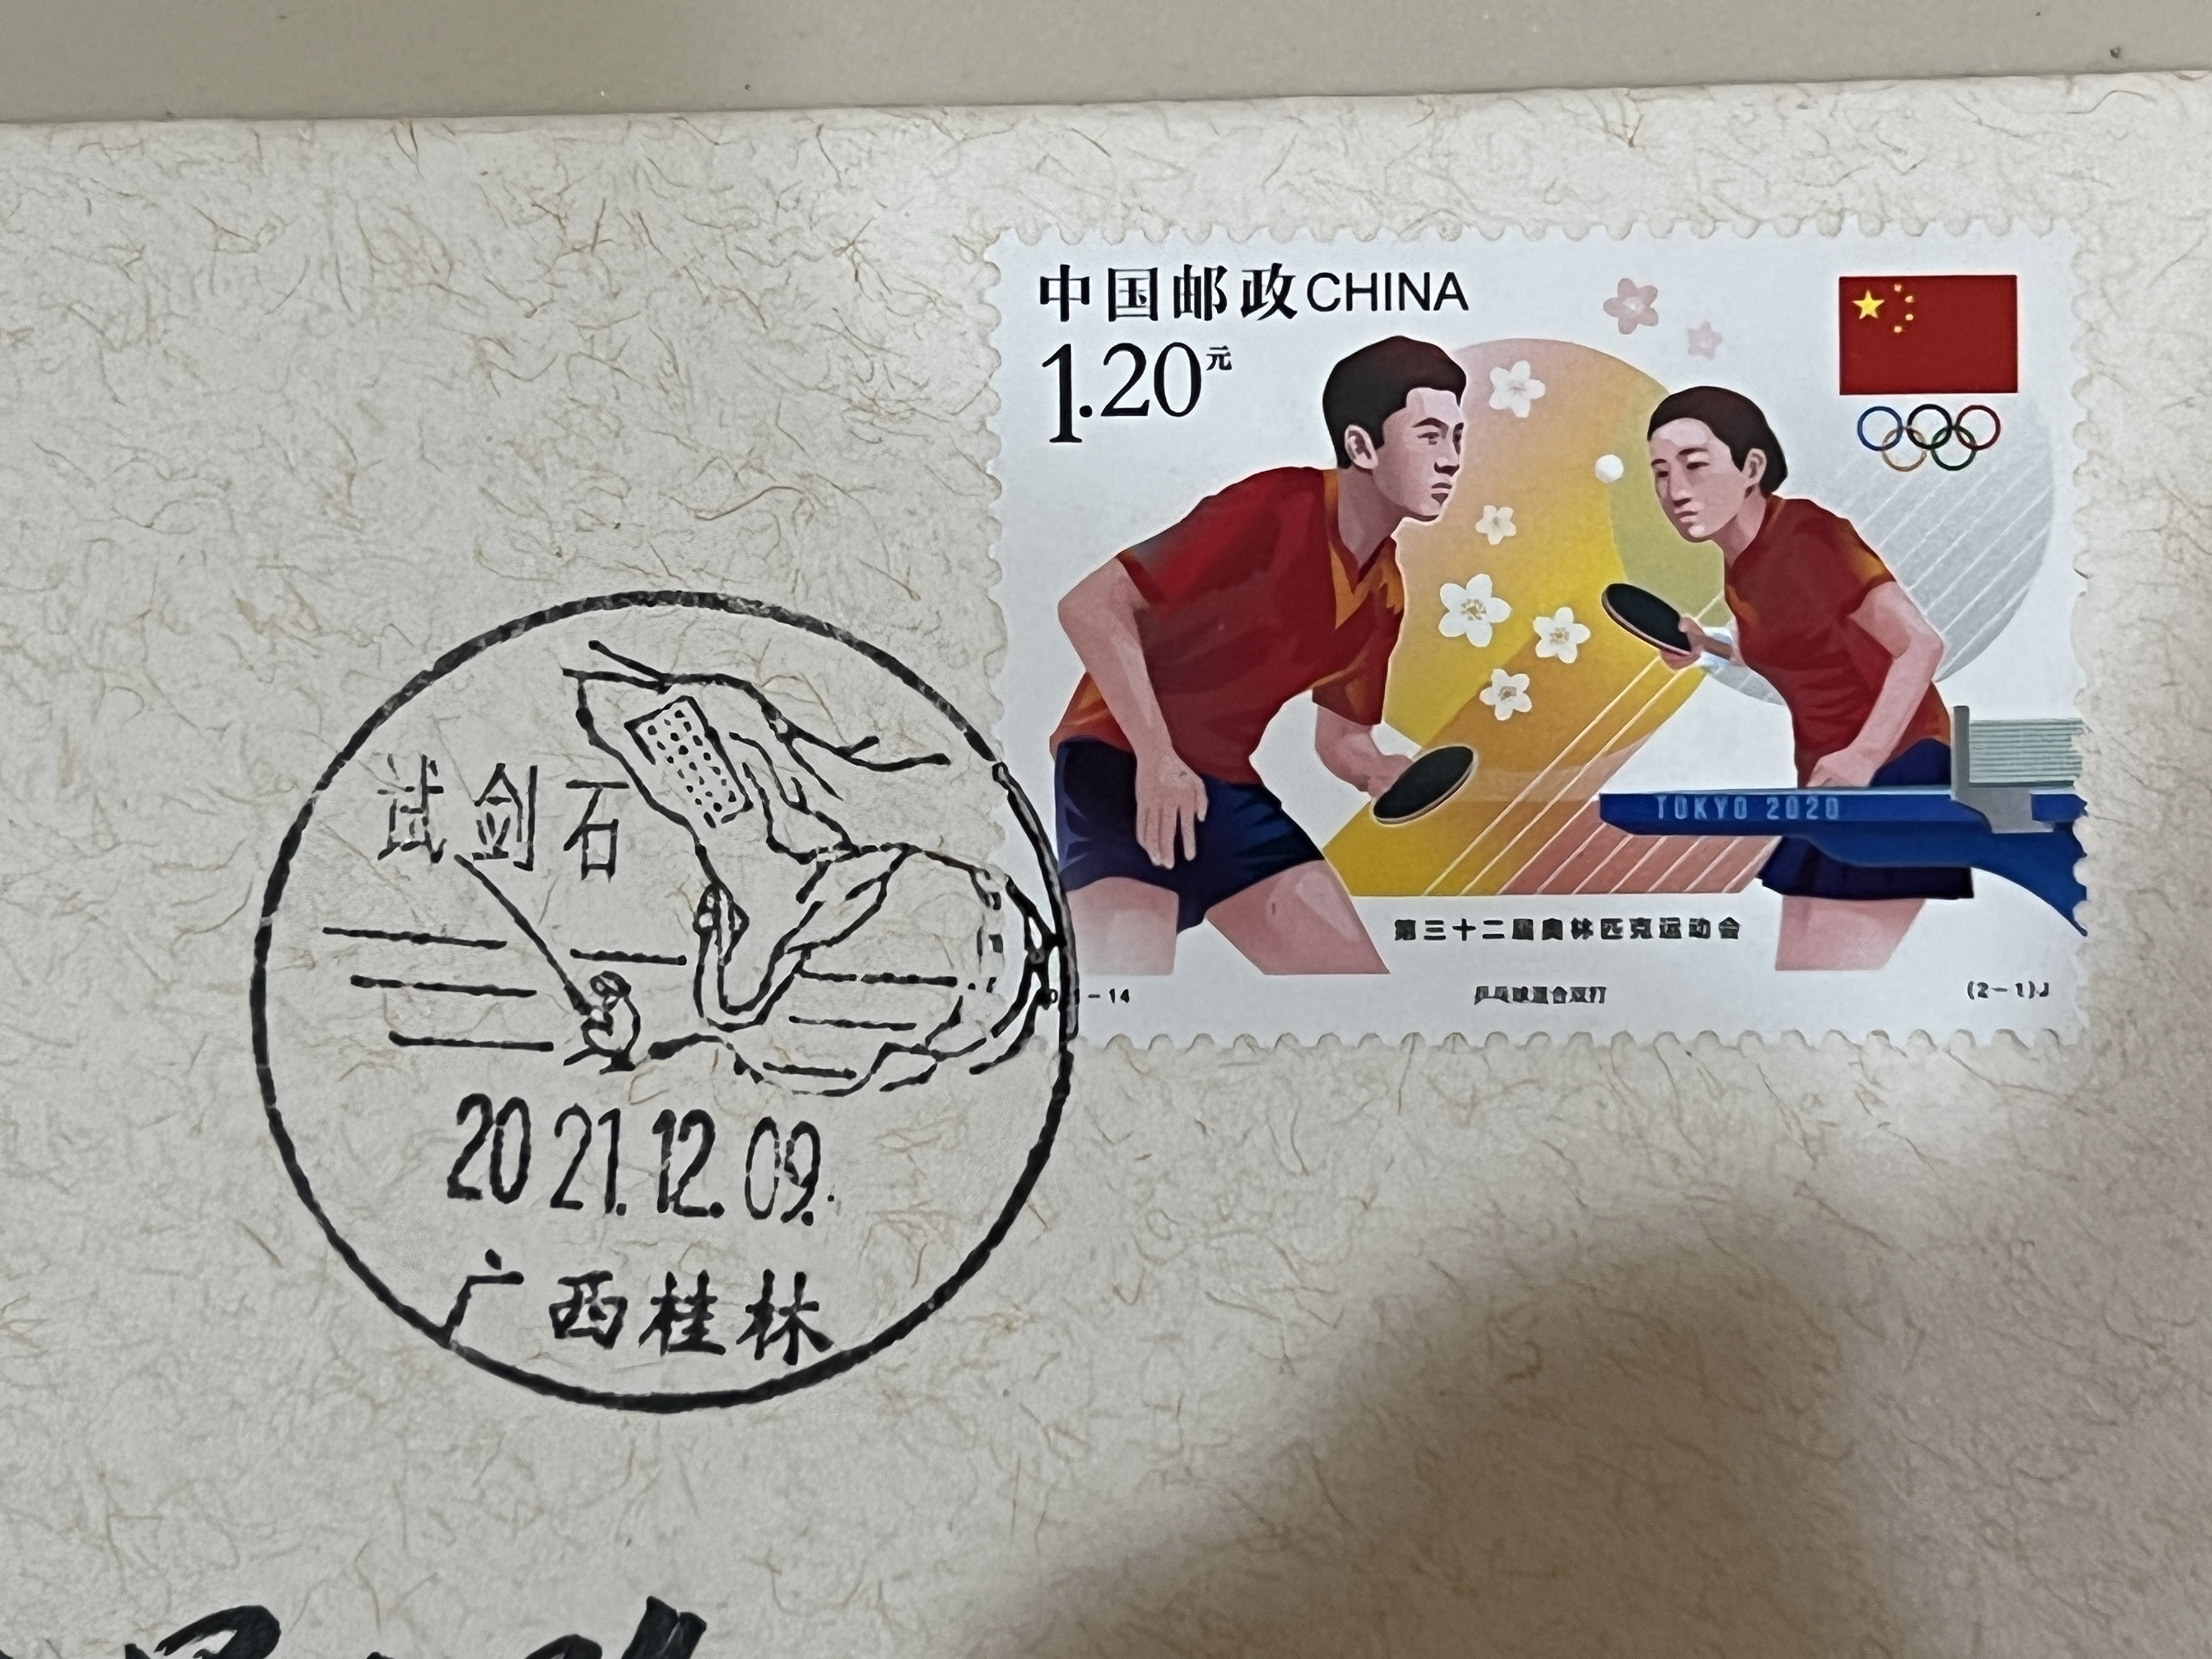 中国邮政CHINA
1.20元
TOKYO 2020
第三十二届奥林匹克运动会
-14
乒乓球混合双打
(2-1)J
试剑石
2021.12.09.
广西桂林